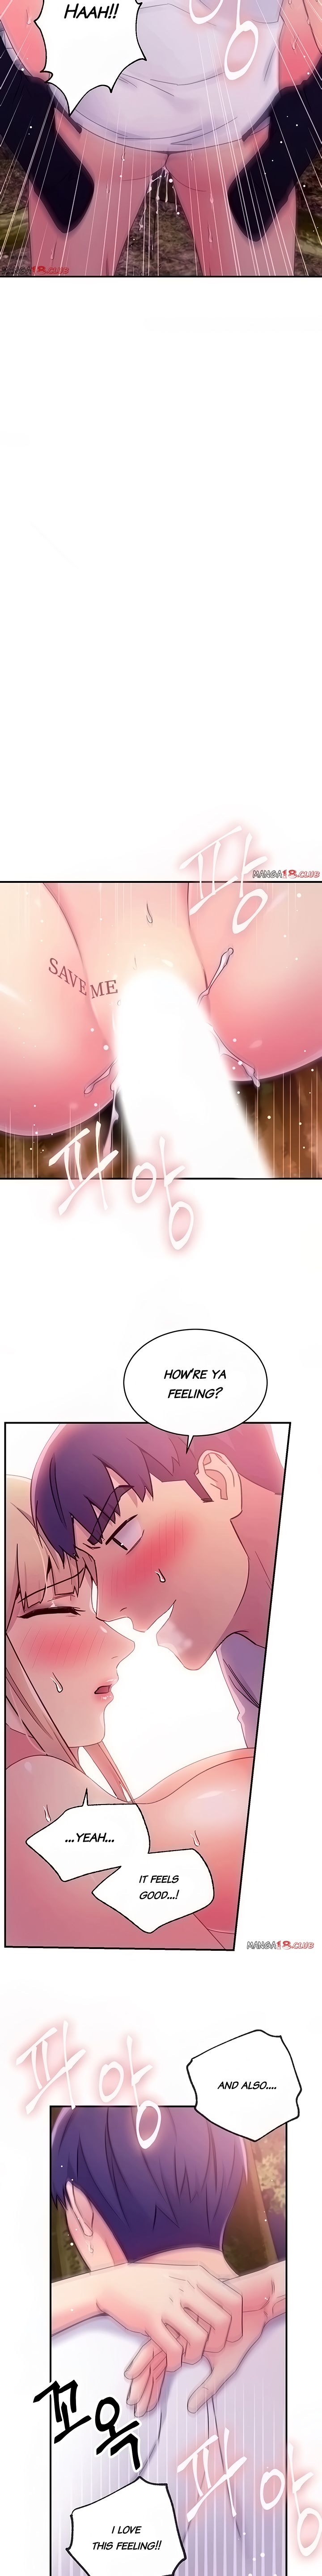 HAAH!!
앙
MANGA18.CLUB
팡
MANGA18.CLUB
SAVE ME
파앙
HOW'RE YA
FEELING?
...YEAH...
IT FEELS
GOOD...!
MANGA18.CLUB
파앙
AND ALSO....
꼬옥
파앙
I LOVE
THIS FEELING!!